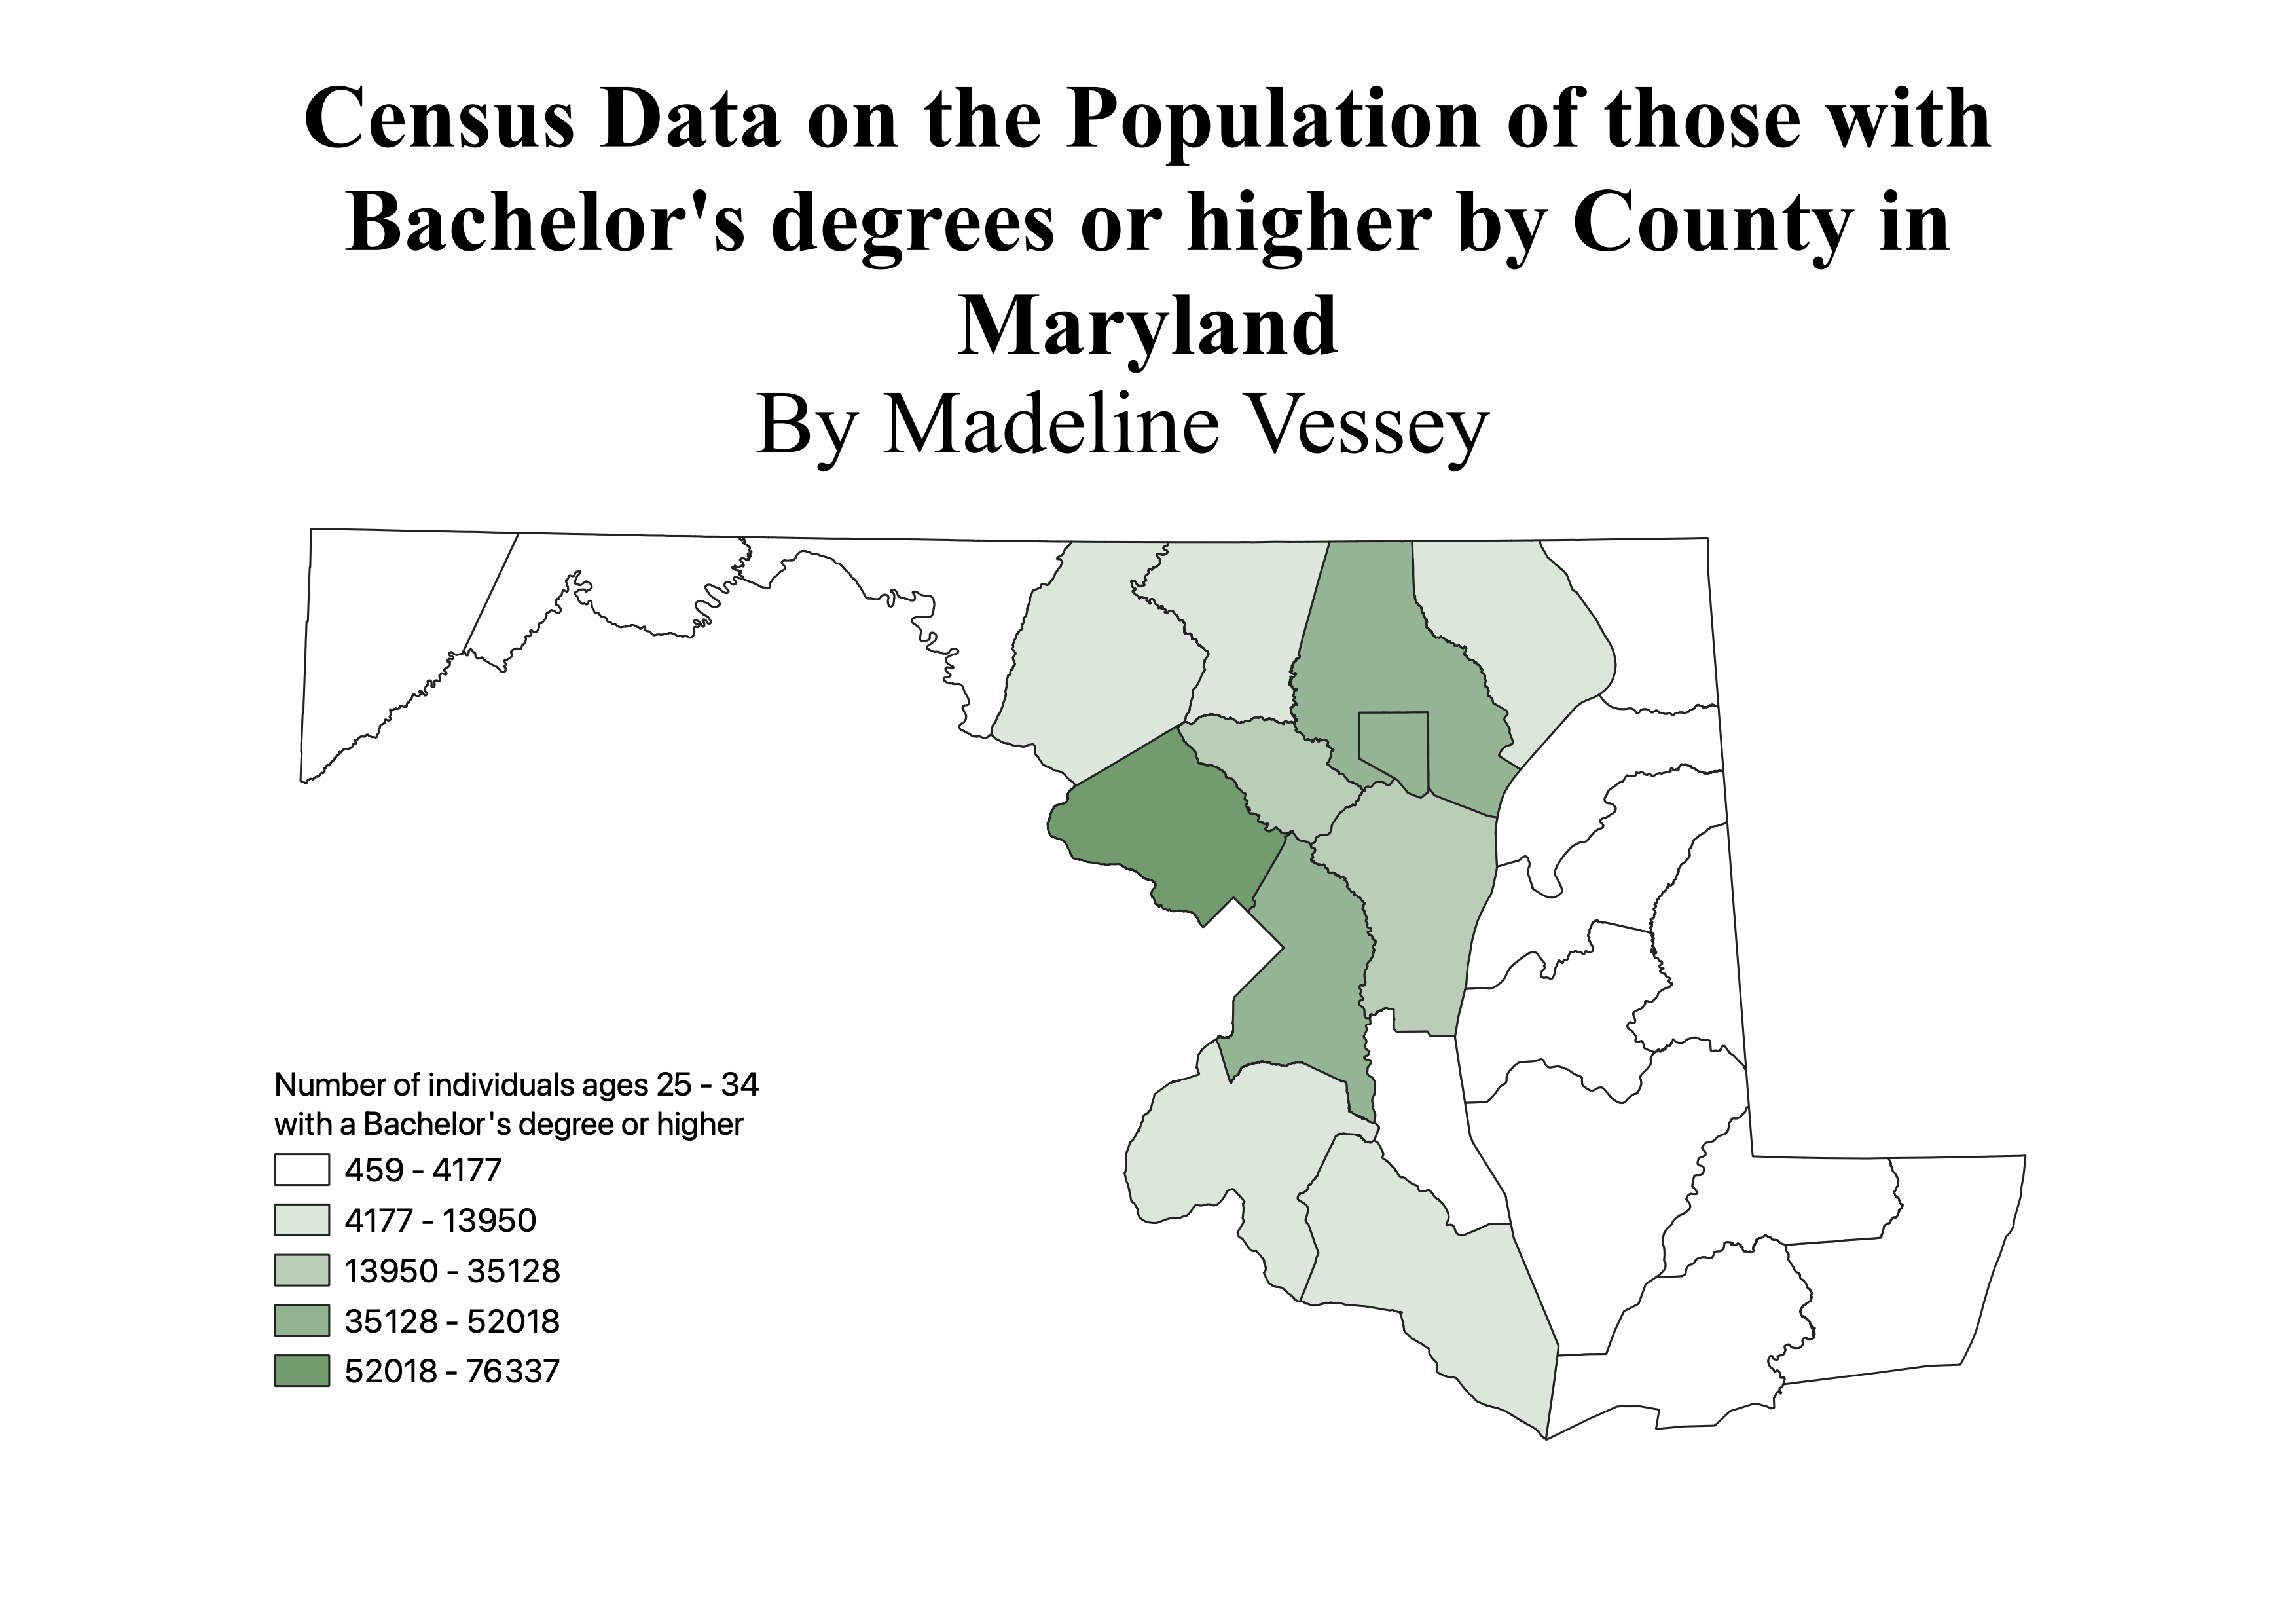 Census Data on the Population of those with
Bachelor's degrees or higher by County in
Maryland
By Madeline Vessey
Number of individuals ages 25 - 34
with a Bachelor's degree or higher
459 - 4177
4177 - 13950
13950 - 35128
35128 - 52018
52018 - 76337